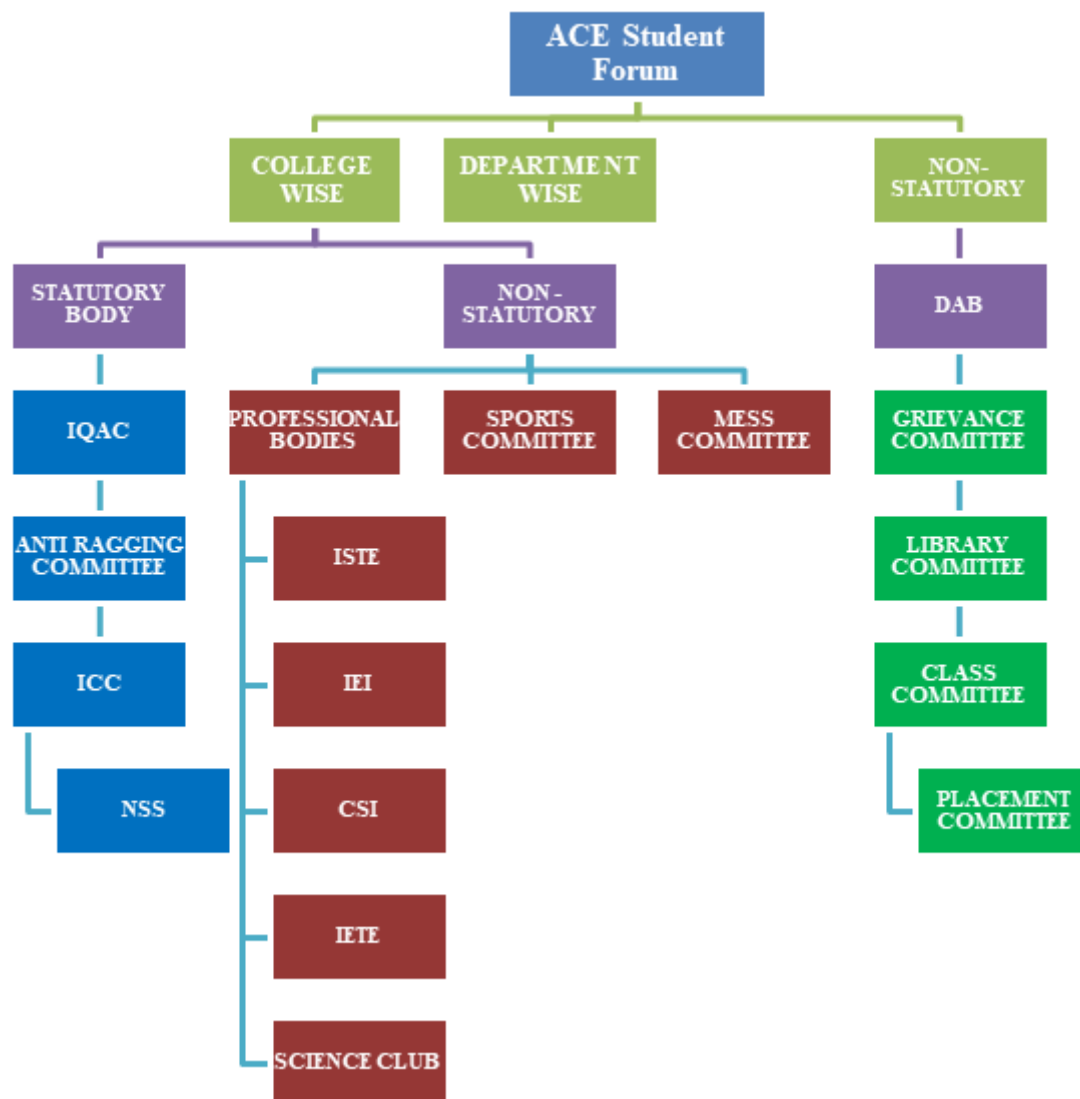 ACE Student
Forum
COLLEGE
WISE
DEPARTMENT
WISE
NON-
STATUTORY
STATUTORY
BODY
NON -
STATUTORY
DAB
IQAC
PROFESSIONAL
BODIES
SPORTS
COMMITTEE
MESS
COMMITTEE
GRIEVANCE
COMMITTEE
ANTI RAGGING
COMMITTEE
ISTE
LIBRARY
COMMITTEE
ICC
IEI
CLASS
COMMITTEE
NSS
CSI
PLACEMENT
COMMITTEE
IETE
SCIENCE CLUB